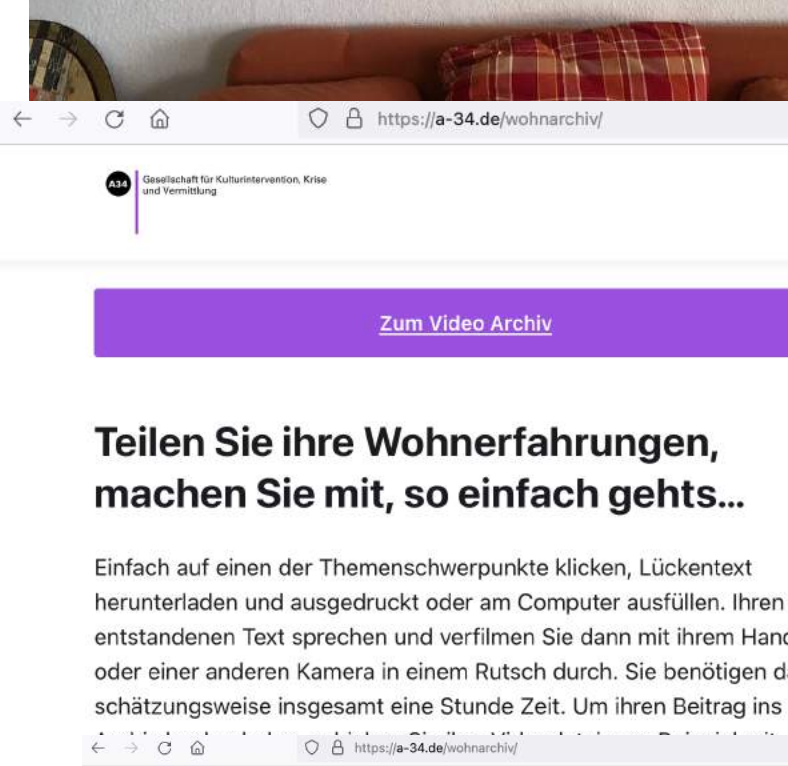 https://a-34.de/wohnarchiv/
A34
Gesellschaft für Kulturintervention, Krise
und Vermittlung
Zum Video Archiv
Teilen Sie ihre Wohnerfahrungen,
machen Sie mit, so einfach gehts...
Einfach auf einen der Themenschwerpunkte klicken, Lückentext
herunterladen und ausgedruckt oder am Computer ausfüllen. Ihren
entstandenen Text sprechen und verfilmen Sie dann mit ihrem
oder einer anderen Kamera in einem Rutsch durch. Sie benötigen
schätzungsweise insgesamt eine Stunde Zeit. Um ihren Beitrag ins
https://a-34.de/wohnarchiv/